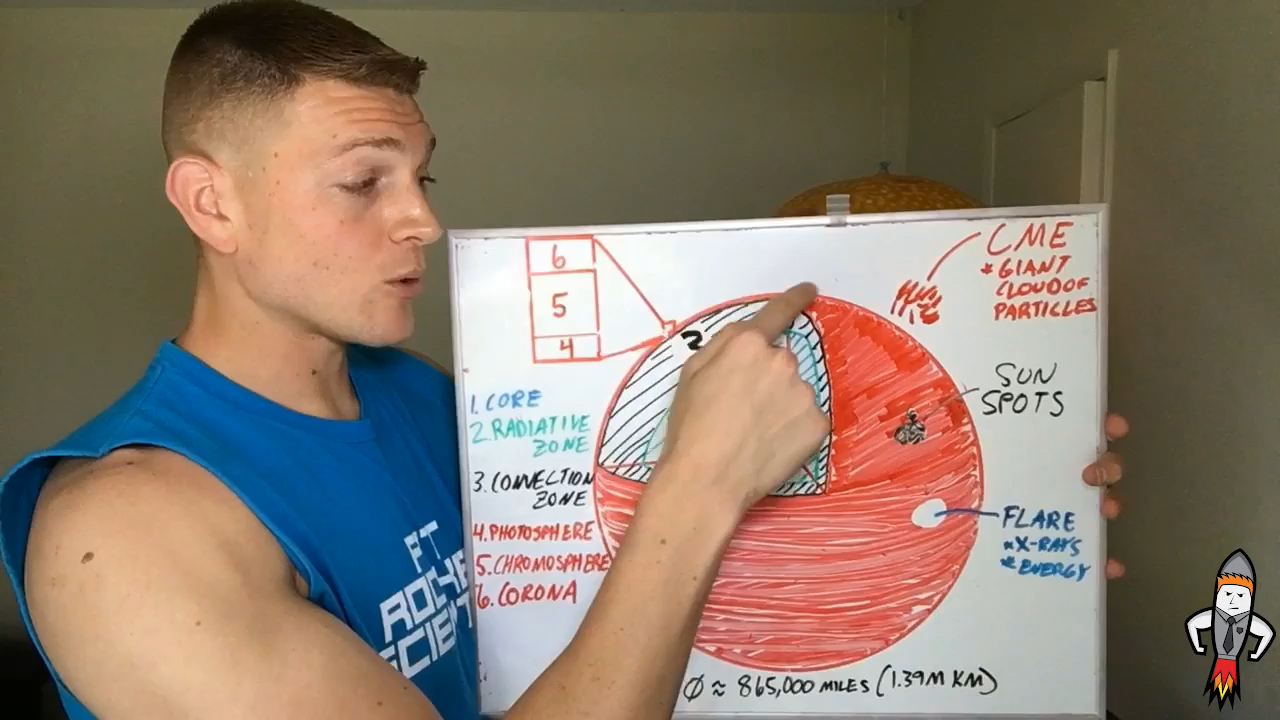 6
5
4
CME
*GIANT
CLOUD OF
PARTICLES
SUN
SPOTS
1. CORE
2. RADIATIVE
ZONE
3. CONVECTION
ZONE
4. PHOTOSPHERE
5. CHROMOSPHERE
6. CORONA
FLARE
*X-RAYS
*ENERGY
Ø ≈ 865,000 MILES (1.39M KM)